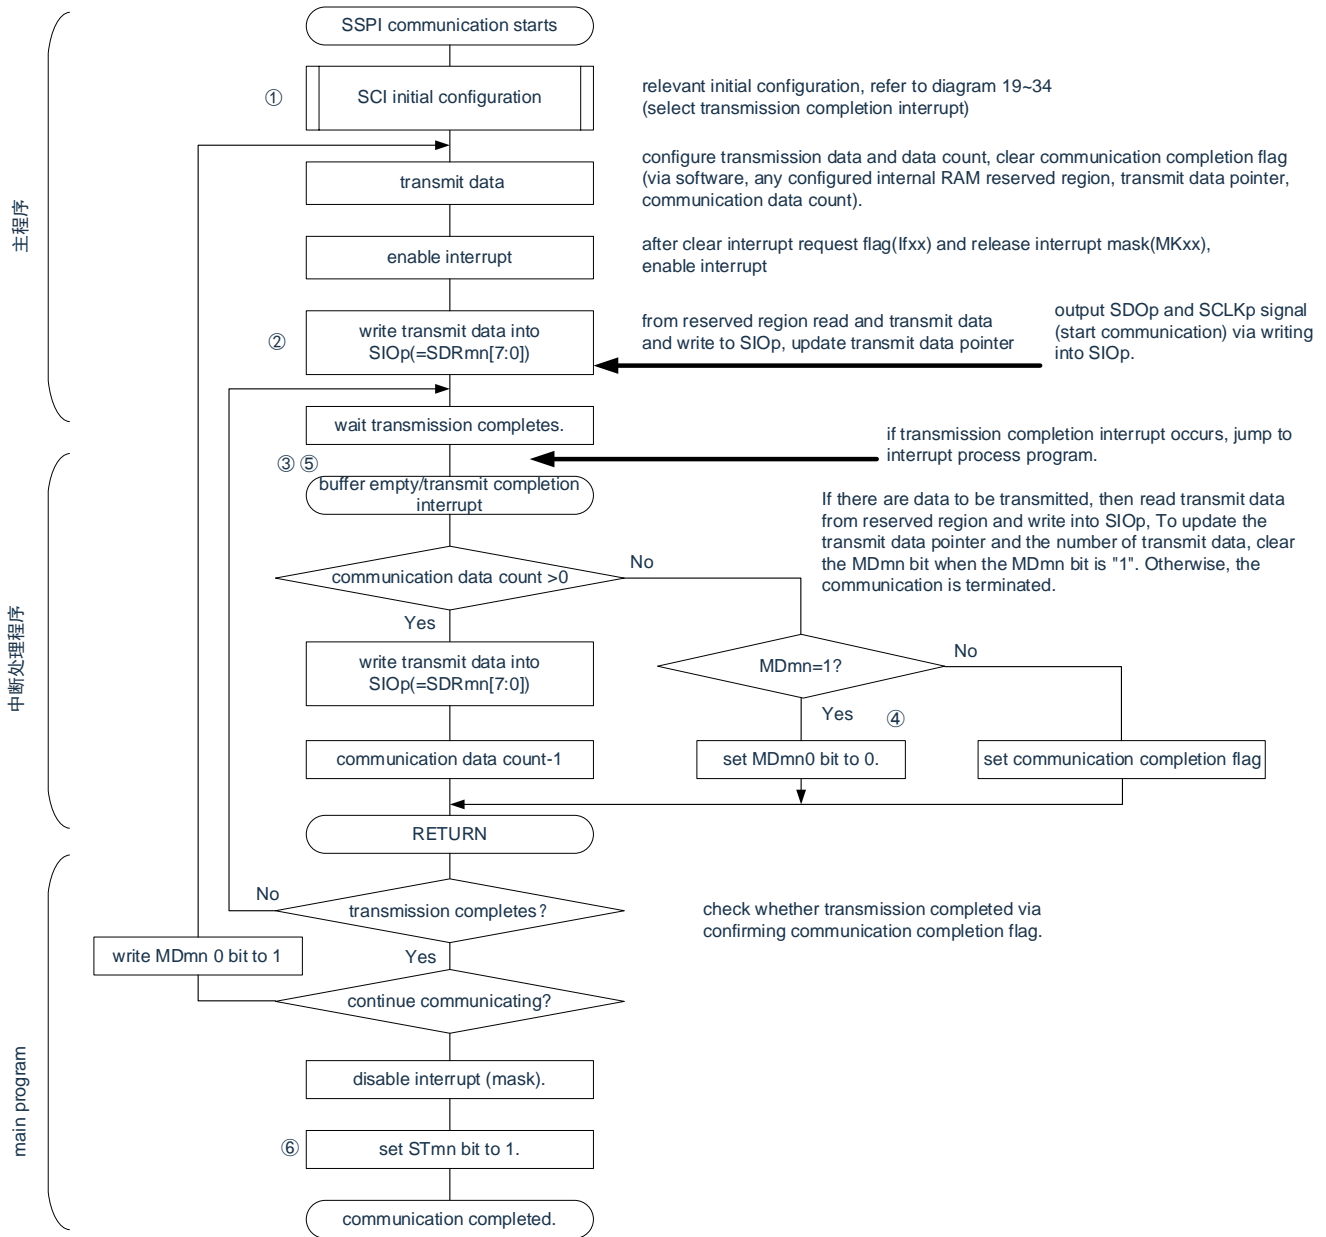 SSPI communication starts
①
SCI initial configuration
relevant initial configuration, refer to diagram 19~34
(select transmission completion interrupt)
主程序
transmit data
configure transmission data and data count, clear communication completion flag
(via software, any configured internal RAM reserved region, transmit data pointer,
communication data count).
enable interrupt
after clear interrupt request flag(Ifxx) and release interrupt mask(MKxx),
enable interrupt
②
write transmit data into
SIOp(=SDRmn[7:0])
from reserved region read and transmit data
and write to SIOp, update transmit data pointer
output SDOp and SCLKp signal
(start communication) via writing
into SIOp.
wait transmission completes.
if transmission completion interrupt occurs, jump to
interrupt process program.
③ ⑤
buffer empty/transmit completion
interrupt
If there are data to be transmitted, then read transmit data
from reserved region and write into SIOp, To update the
transmit data pointer and the number of transmit data, clear
the MDmn bit when the MDmn bit is "1". Otherwise, the
communication is terminated.
中断处理程序
communication data count >0
No
Yes
write transmit data into
SIOp(=SDRmn[7:0])
MDmn=1?
No
Yes
④
communication data count-1
set MDmn0 bit to 0.
set communication completion flag
RETURN
No
transmission completes?
check whether transmission completed via
confirming communication completion flag.
Yes
write MDmn 0 bit to 1
continue communicating?
main program
disable interrupt (mask).
⑥
set STmn bit to 1.
communication completed.